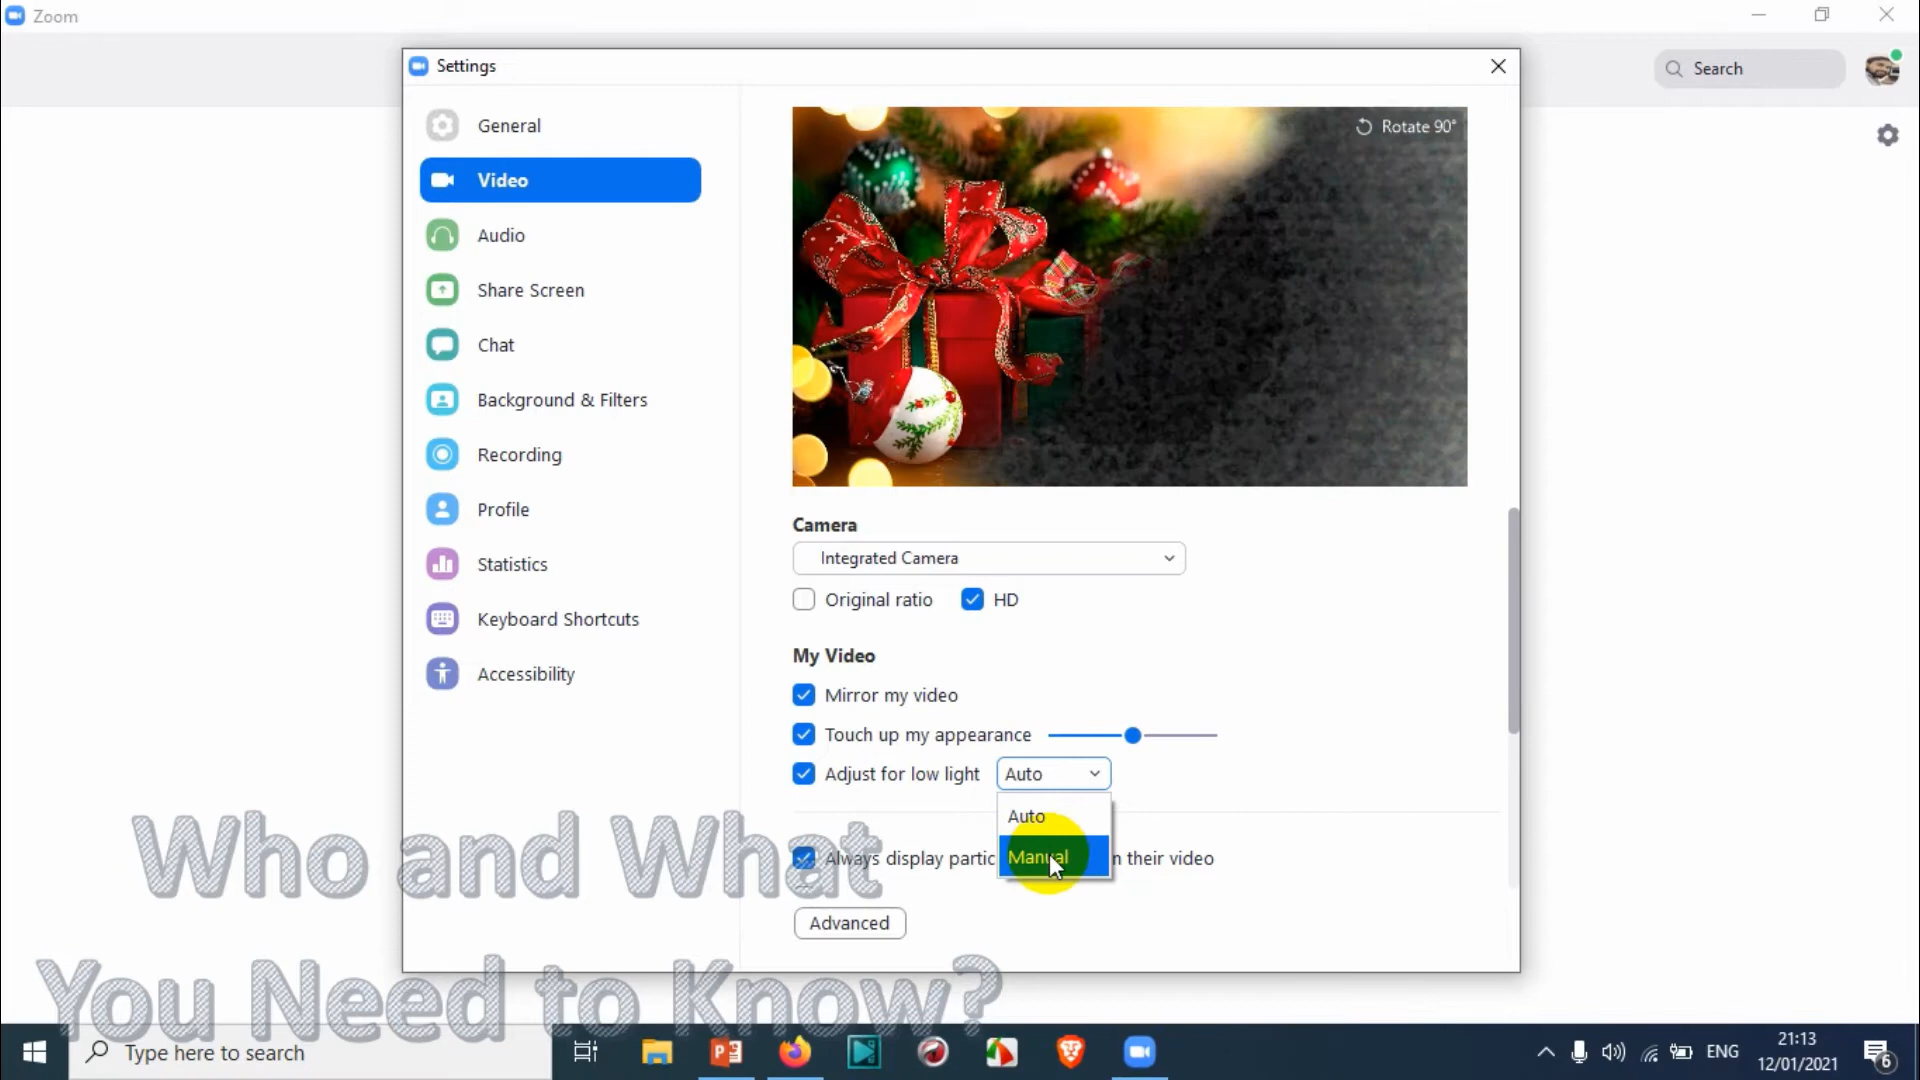 Zoom
Settings
Search
General
Rotate 90°
Video
Audio
Share Screen
Chat
Background & Filters
Recording
Profile
Statistics
Keyboard Shortcuts
Accessibility
Camera
Integrated Camera
Original ratio
HD
My Video
Mirror my video
Touch up my appearance
Adjust for low light
Auto
Auto
Manual
Always display partic n their video
Advanced
Who and What
You Need to Know?
Type here to search
ENG
21:13
12/01/2021
6